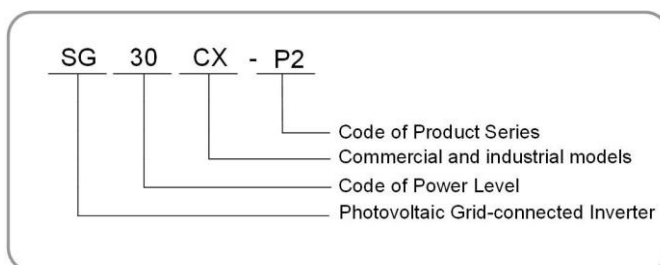 SG 30 CX - P2
Code of Product Series
Commercial and industrial models
Code of Power Level
Photovoltaic Grid-connected Inverter